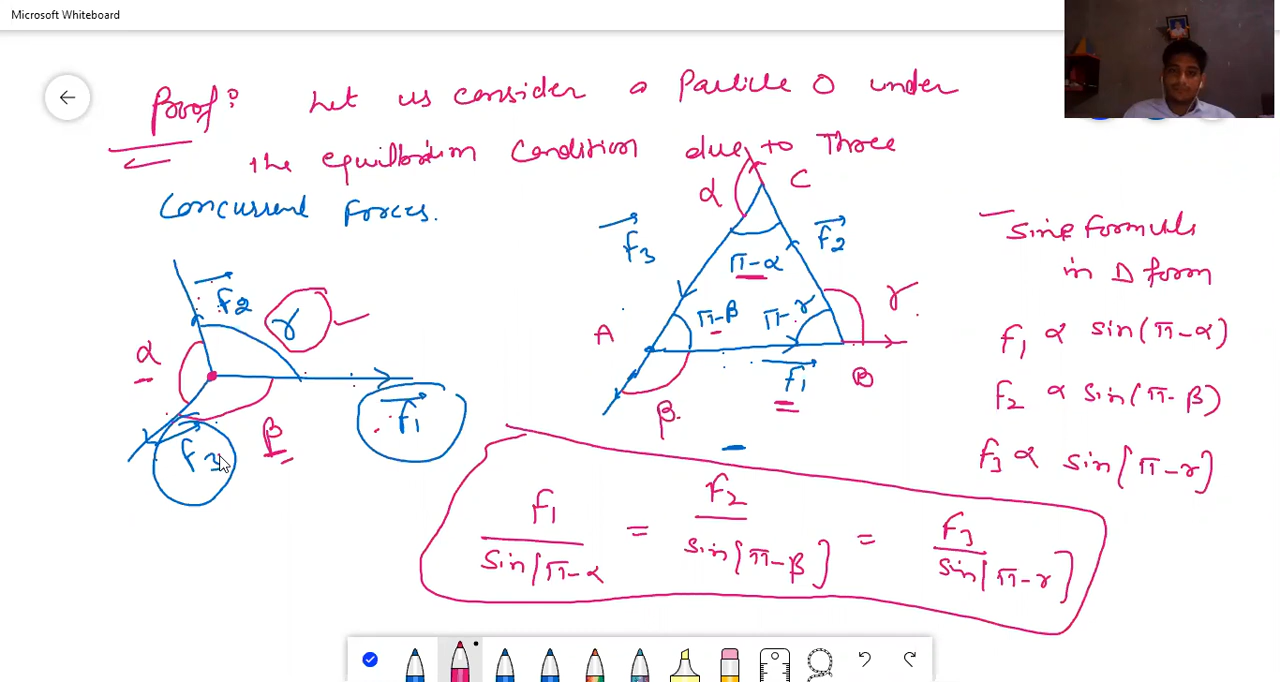 Microsoft Whiteboard
Proof: Let us consider a Particle O under
the equilibrium condition due to Three
Concurrent Forces.
α C
F3 F2
π-α
Sine formula
in Δ form
F2 γ
π-β π-γ γ.
A
F1 α sin(π-α)
α
F1 B
F1
β.
F2 α sin(π-β)
β
F3
F3 α sin(π-γ)
F1/sin(π-α = F2/sin(π-β) = F3/sin(π-γ)